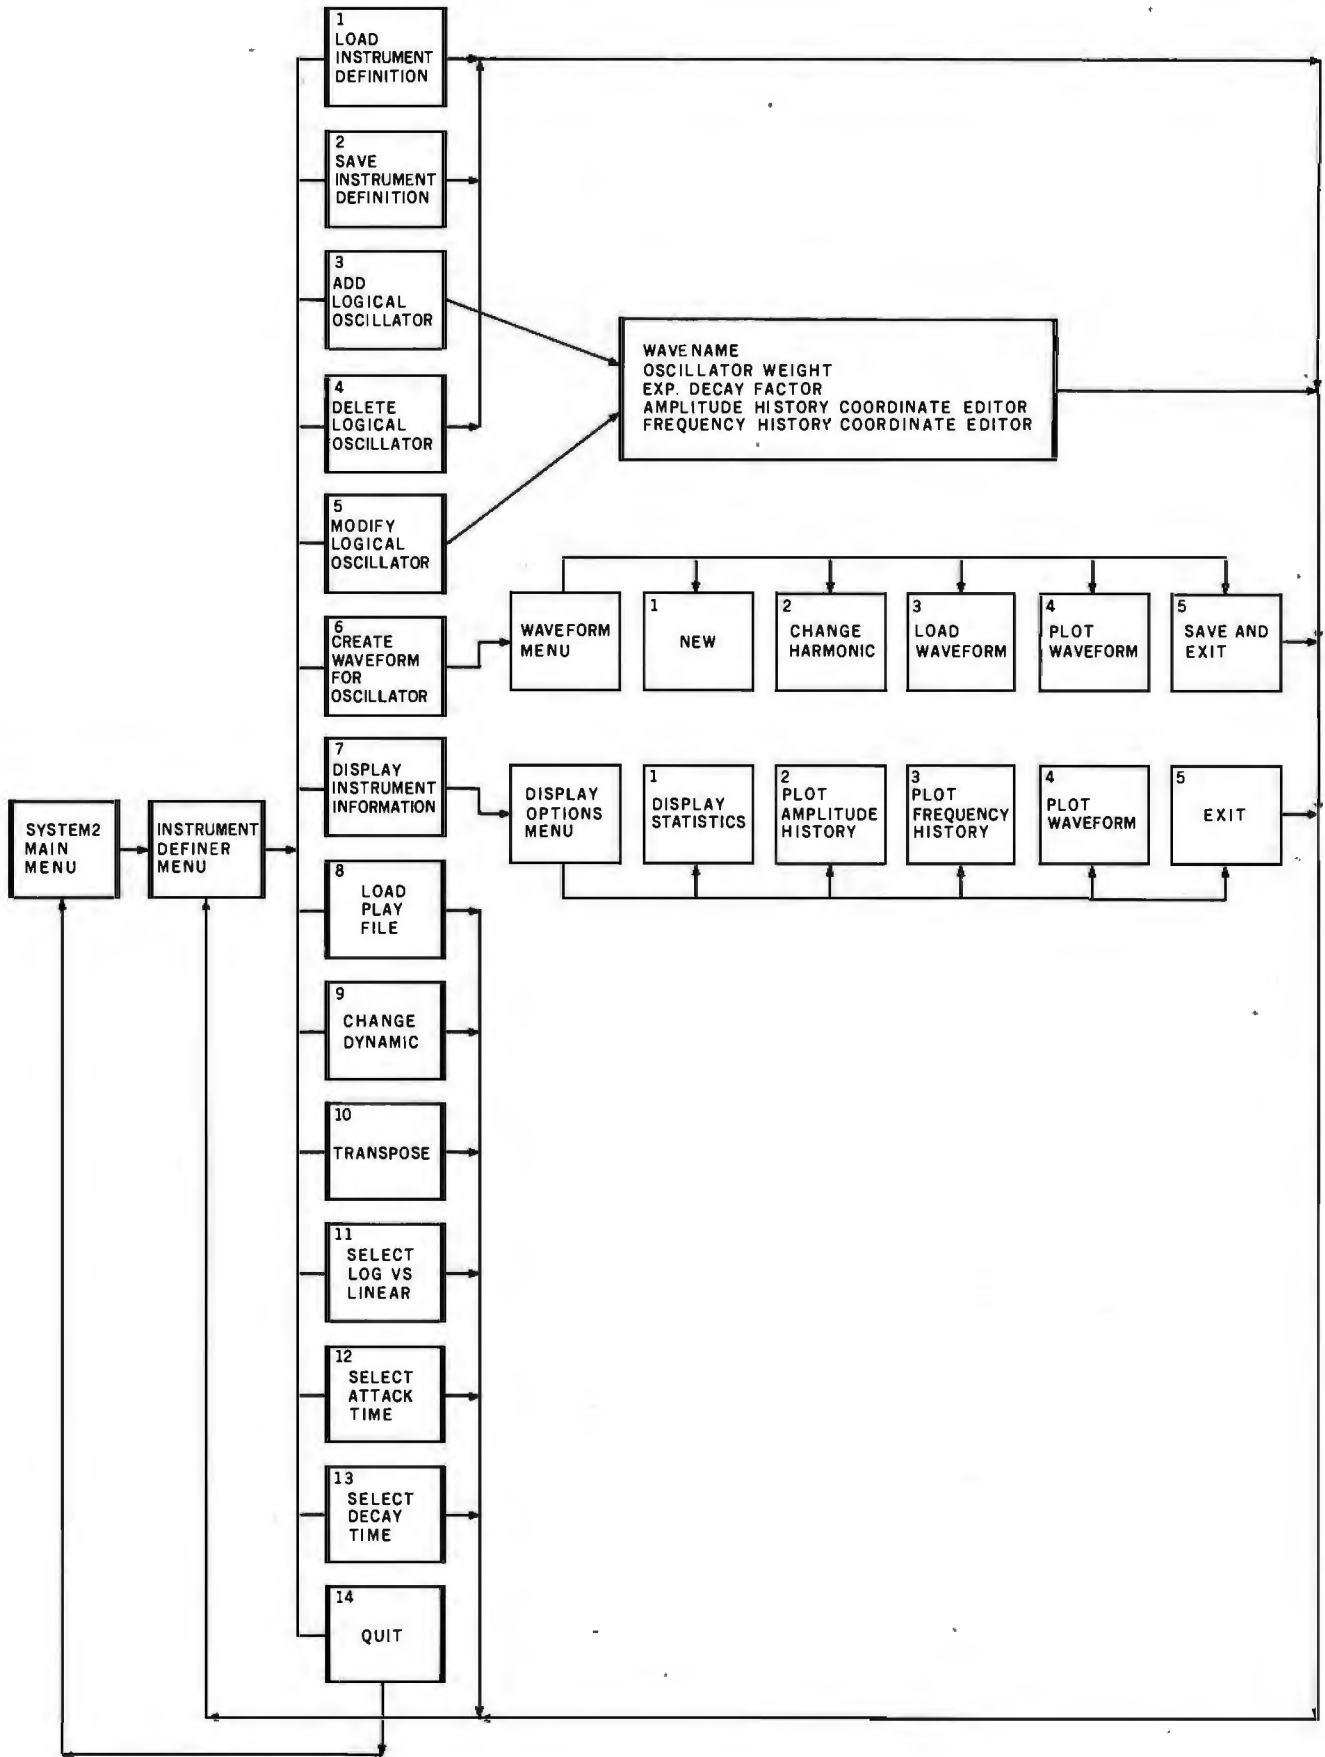 1
LOAD
INSTRUMENT
DEFINITION
2
SAVE
INSTRUMENT
DEFINITION
3
ADD
LOGICAL
OSCILLATOR
4
DELETE
LOGICAL
OSCILLATOR
5
MODIFY
LOGICAL
OSCILLATOR
WAVENAME
OSCILLATOR WEIGHT
EXP. DECAY FACTOR
AMPLITUDE HISTORY COORDINATE EDITOR
FREQUENCY HISTORY COORDINATE EDITOR
6
CREATE
WAVEFORM
FOR
OSCILLATOR
WAVEFORM
MENU
1
NEW
2
CHANGE
HARMONIC
3
LOAD
WAVEFORM
4
PLOT
WAVEFORM
5
SAVE AND
EXIT
7
DISPLAY
INSTRUMENT
INFORMATION
DISPLAY
OPTIONS
MENU
1
DISPLAY
STATISTICS
2
PLOT
AMPLITUDE
HISTORY
3
PLOT
FREQUENCY
HISTORY
4
PLOT
WAVEFORM
5
EXIT
SYSTEM2
MAIN
MENU
INSTRUMENT
DEFINER
MENU
8
LOAD
PLAY
FILE
9
CHANGE
DYNAMIC
10
TRANSPOSE
11
SELECT
LOG VS
LINEAR
12
SELECT
ATTACK
TIME
13
SELECT
DECAY
TIME
14
QUIT